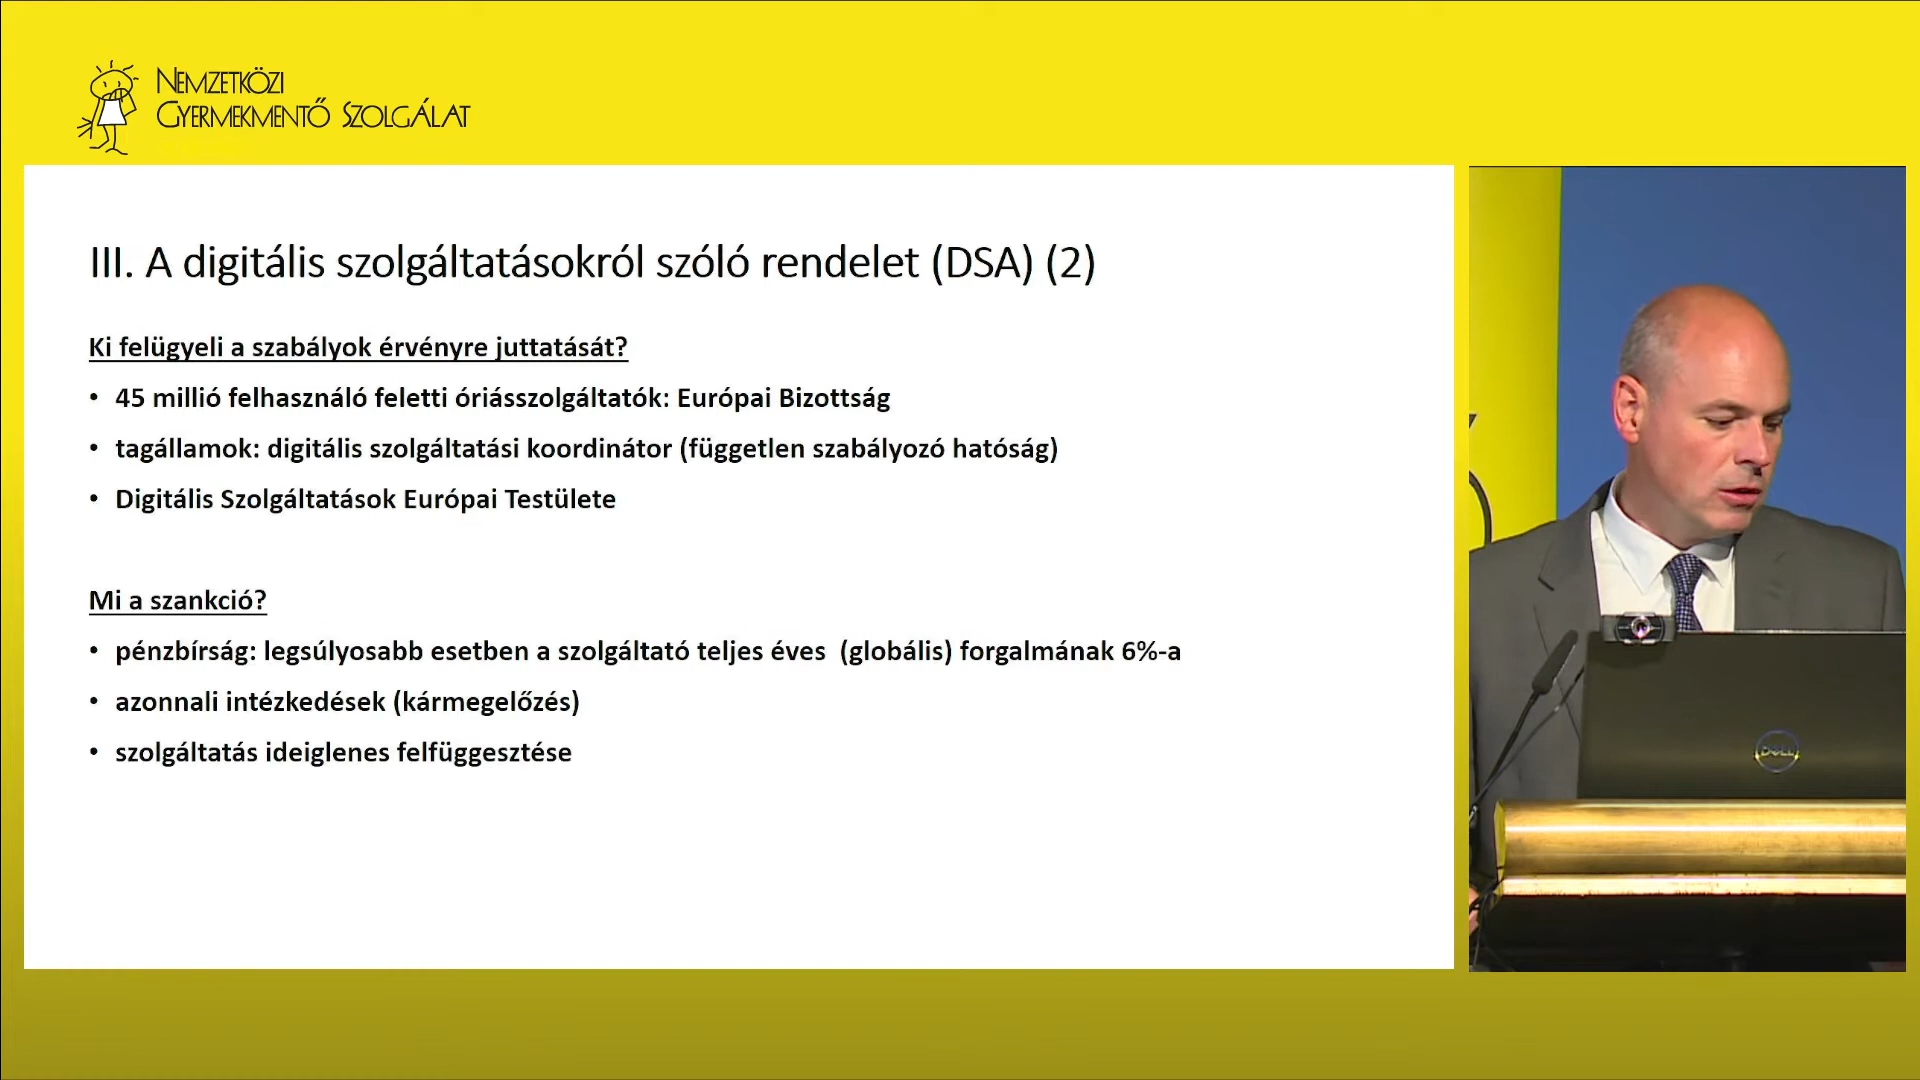 NEMZETKÖZI
GYERMEKMENTŐ SZOLGÁLAT
III. A digitális szolgáltatásokról szóló rendelet (DSA) (2)
Ki felügyeli a szabályok érvényre juttatását?
• 45 millió felhasználó feletti óriásszolgáltatók: Európai Bizottság
• tagállamok: digitális szolgáltatási koordinátor (független szabályozó hatóság)
• Digitális Szolgáltatások Európai Testülete
Mi a szankció?
• pénzbírság: legsúlyosabb esetben a szolgáltató teljes éves (globális) forgalmának 6%-a
• azonnali intézkedések (kármegelőzés)
• szolgáltatás ideiglenes felfüggesztése
DELL